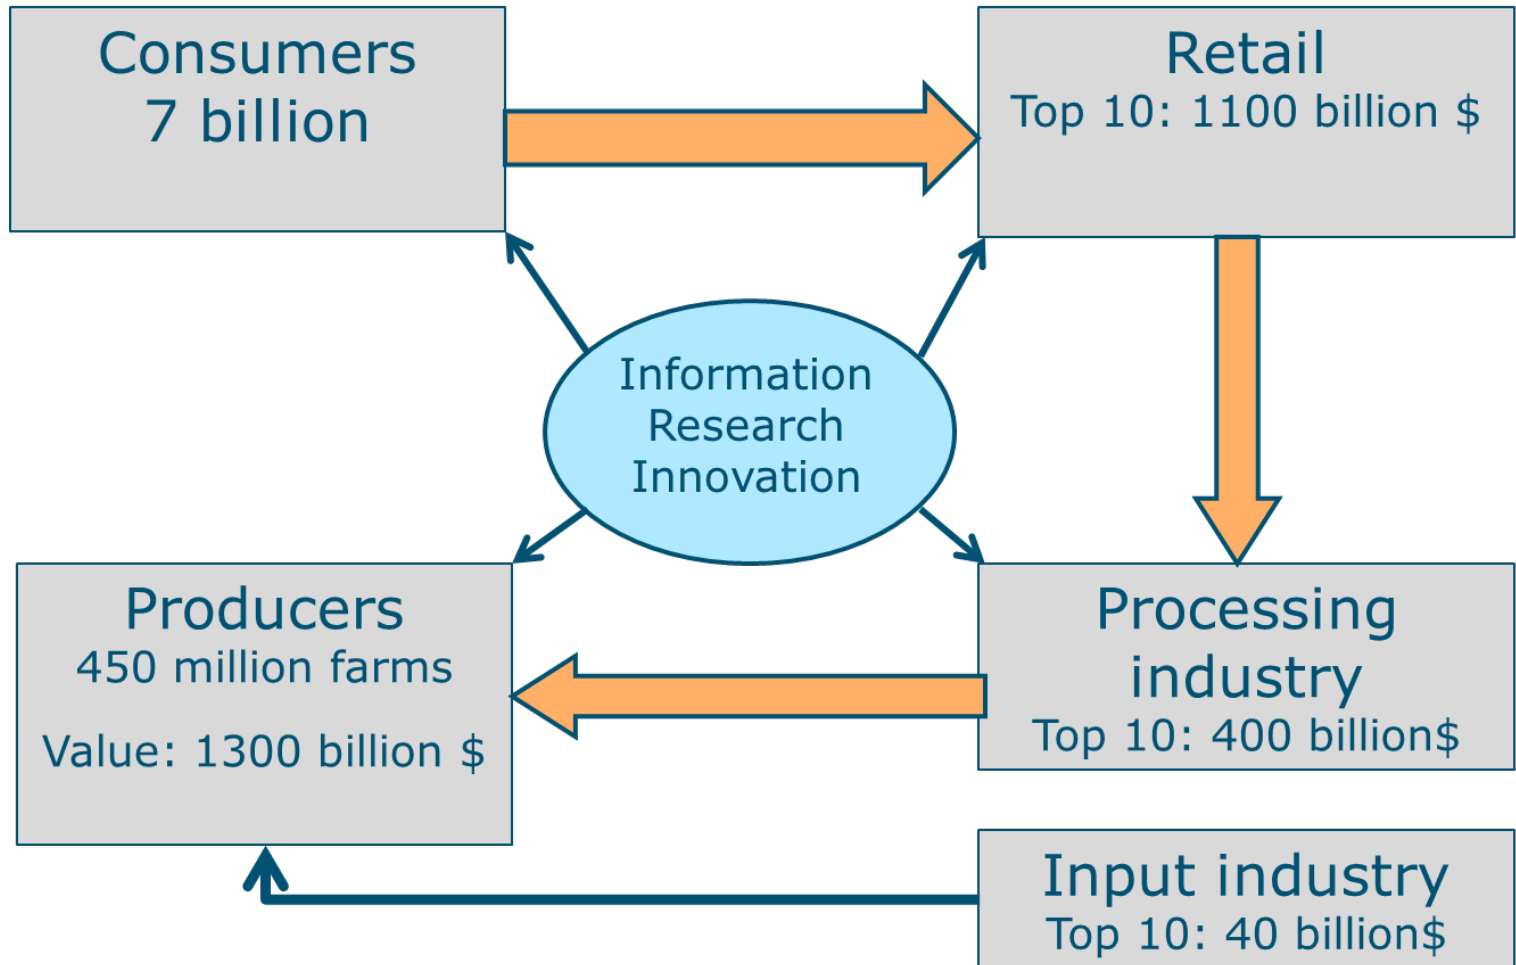 Consumers
7 billion
Retail
Top 10: 1100 billion $
Information
Research
Innovation
Producers
450 million farms
Value: 1300 billion $
Processing
industry
Top 10: 400 billion$
Input industry
Top 10: 40 billion$